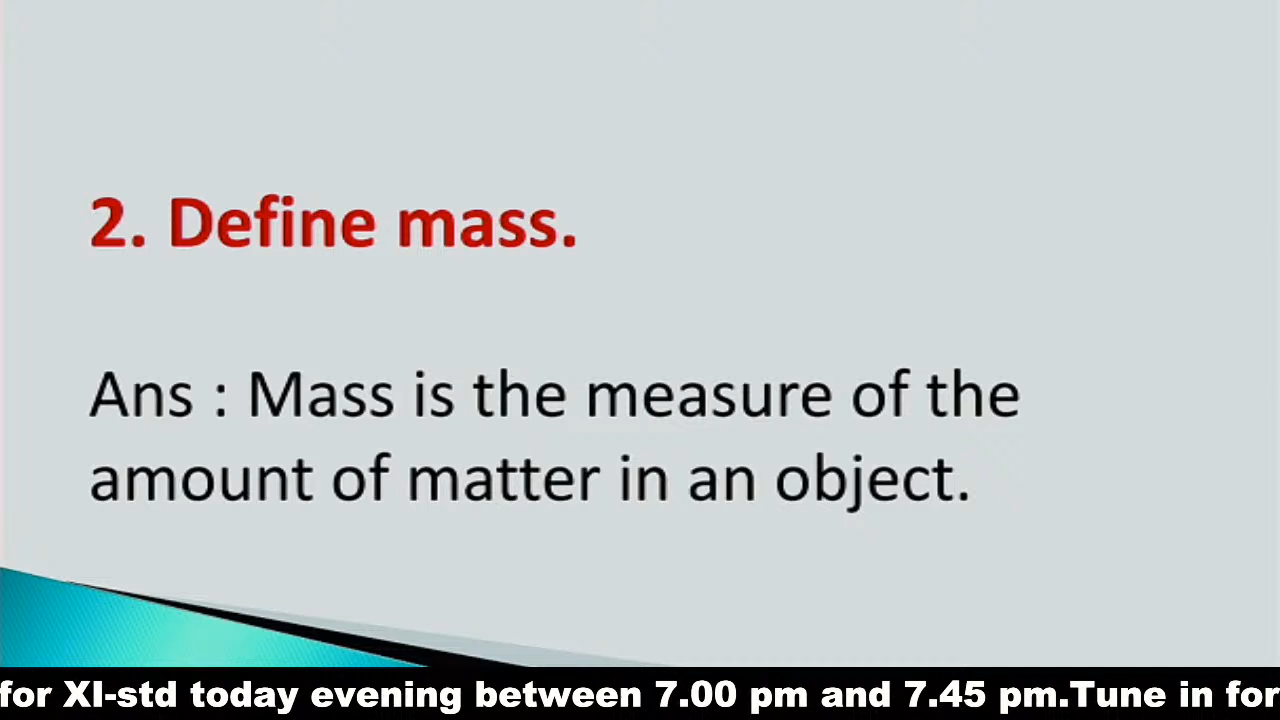 2. Define mass.
Ans : Mass is the measure of the
amount of matter in an object.
for XI-std today evening between 7.00 pm and 7.45 pm.Tune in for